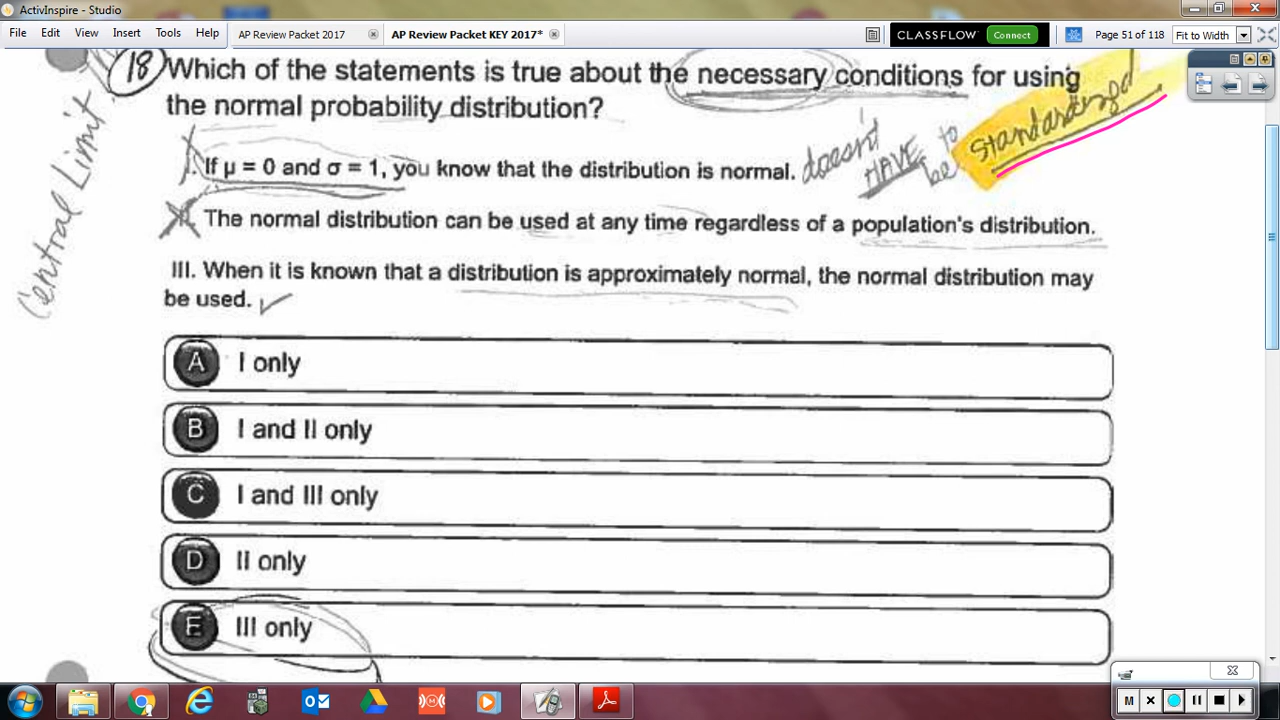 ActivInspire - Studio
File Edit View Insert Tools Help
AP Review Packet 2017
AP Review Packet KEY 2017*
CLASSFLOW Connect
Page 51 of 118
Fit to Width
18 Which of the statements is true about the necessary conditions for using
the normal probability distribution?
Central Limit
. If μ = 0 and σ = 1, you know that the distribution is normal.
doesn't
HAVE to
be
standardized
The normal distribution can be used at any time regardless of a population's distribution.
III. When it is known that a distribution is approximately normal, the normal distribution may
be used. ✓
A I only
B I and II only
C I and III only
D II only
E III only
M